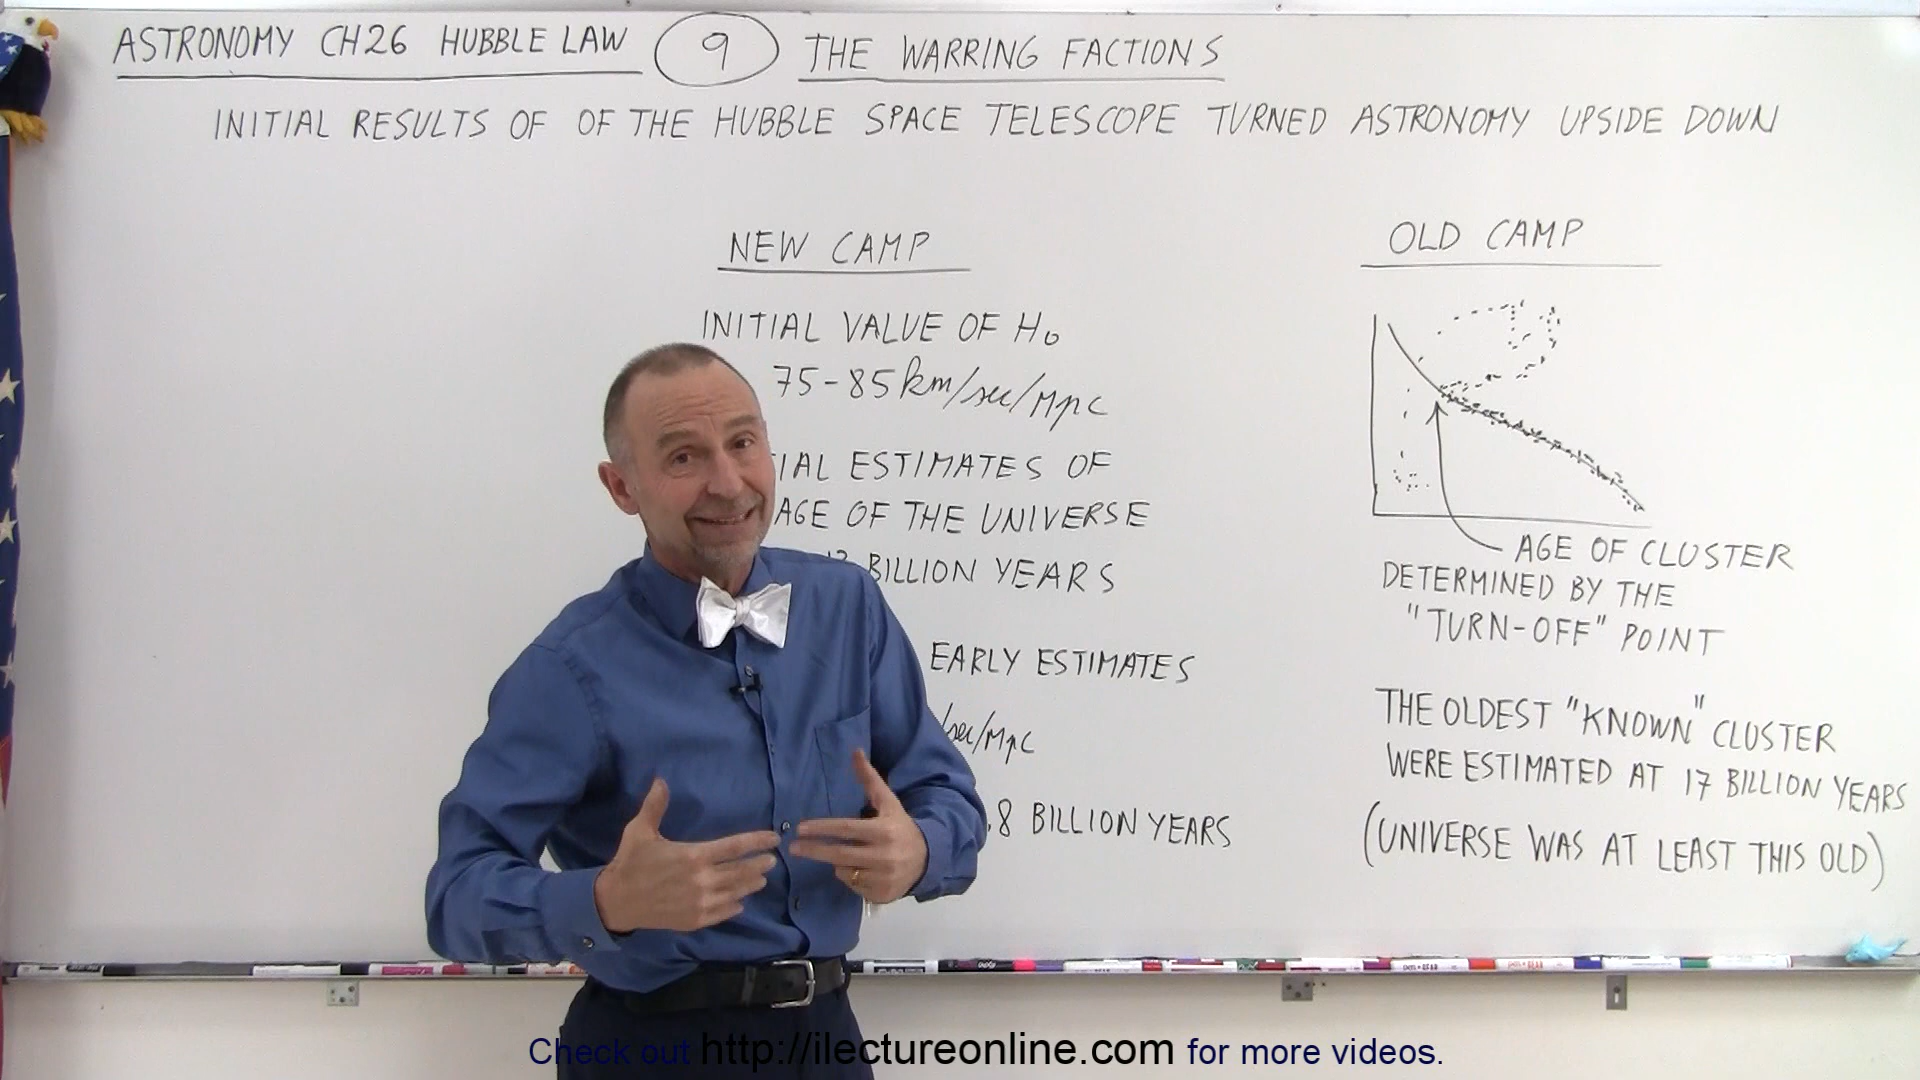 ASTRONOMY CH26 HUBBLE LAW 9 THE WARRING FACTIONS
INITIAL RESULTS OF OF THE HUBBLE SPACE TELESCOPE TURNED ASTRONOMY UPSIDE DOWN
NEW CAMP
INITIAL VALUE OF H₀
75-85 km/sec/Mpc
IAL ESTIMATES OF
AGE OF THE UNIVERSE
BILLION YEARS
EARLY ESTIMATES
/sec/Mpc
.8 BILLION YEARS
OLD CAMP
AGE OF CLUSTER
DETERMINED BY THE
"TURN-OFF" POINT
THE OLDEST "KNOWN" CLUSTER
WERE ESTIMATED AT 17 BILLION YEARS
(UNIVERSE WAS AT LEAST THIS OLD)
Check out http://ilectureonline.com for more videos.